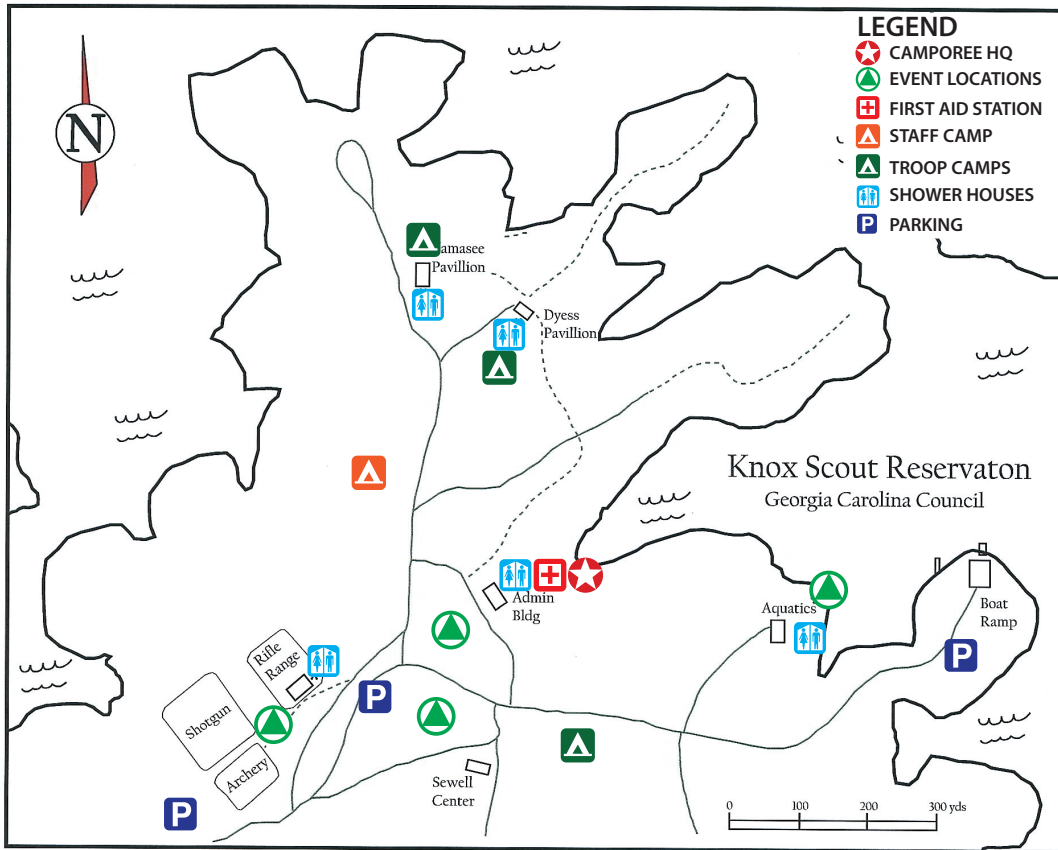 LEGEND
CAMPOREE HQ
EVENT LOCATIONS
FIRST AID STATION
STAFF CAMP
TROOP CAMPS
SHOWER HOUSES
P PARKING
N
amasee
Pavillion
Dyess
Pavillion
Knox Scout Reservaton
Georgia Carolina Council
Admin
Bldg
Aquatics
Boat
Ramp
P
Rifle
Range
P
Shotgun
Archery
Sewell
Center
P
0 100 200 300 yds